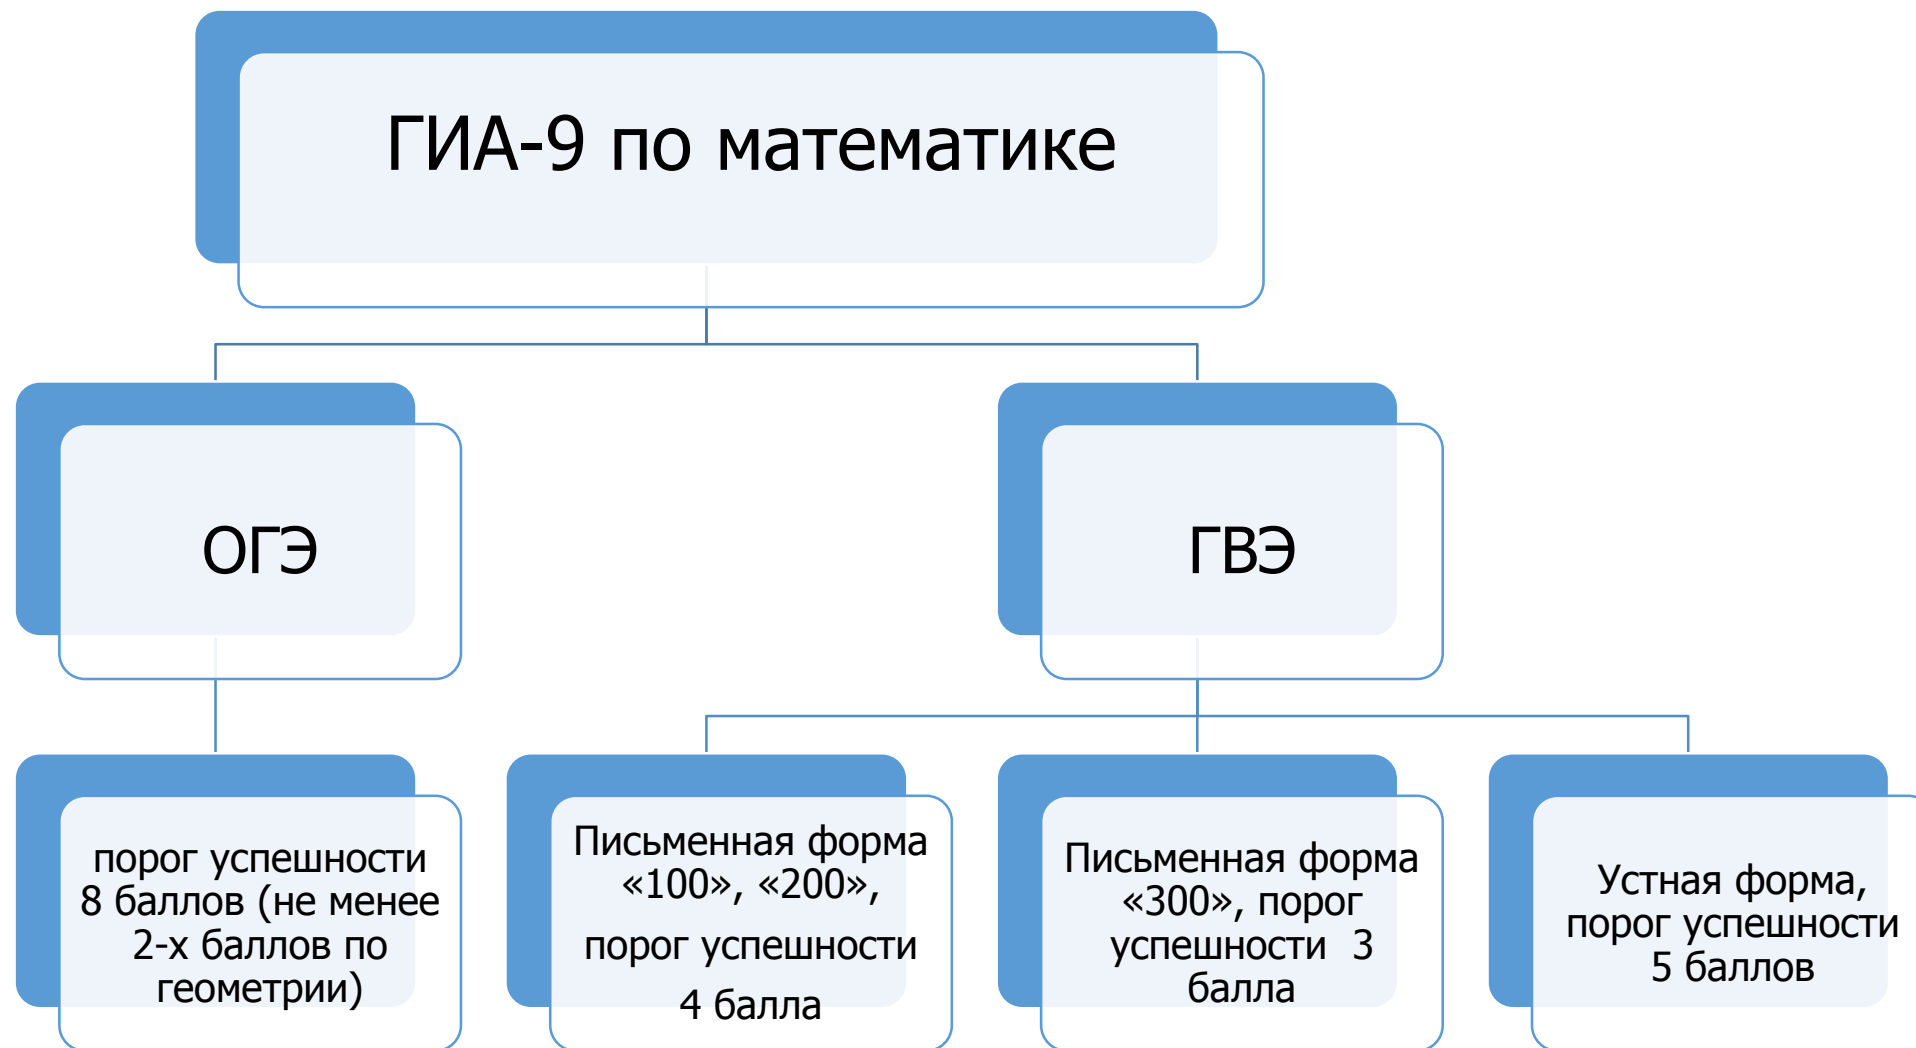 ГИА-9 по математике
ОГЭ
ГВЭ
порог успешности
8 баллов (не менее
2-х баллов по
геометрии)
Письменная форма
«100», «200»,
порог успешности
4 балла
Письменная форма
«300», порог
успешности 3
балла
Устная форма,
порог успешности
5 баллов